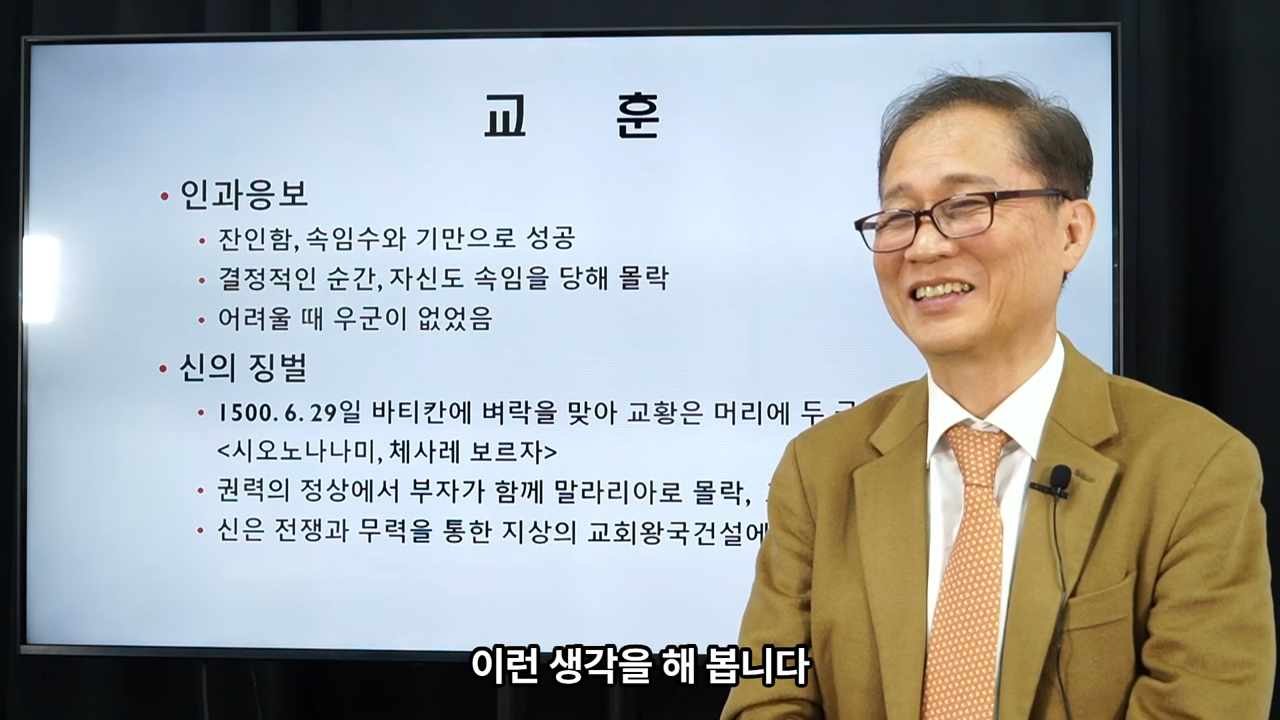 교 훈
• 인과응보
• 잔인함, 속임수와 기만으로 성공
• 결정적인 순간, 자신도 속임을 당해 몰락
• 어려울 때 우군이 없었음
• 신의 징벌
• 1500. 6. 29일 바티칸에 벼락을 맞아 교황은 머리에 두
<시오노나나미, 체사레 보르자>
• 권력의 정상에서 부자가 함께 말라리아로 몰락,
• 신은 전쟁과 무력을 통한 지상의 교회왕국건설에
이런 생각을 해 봅니다